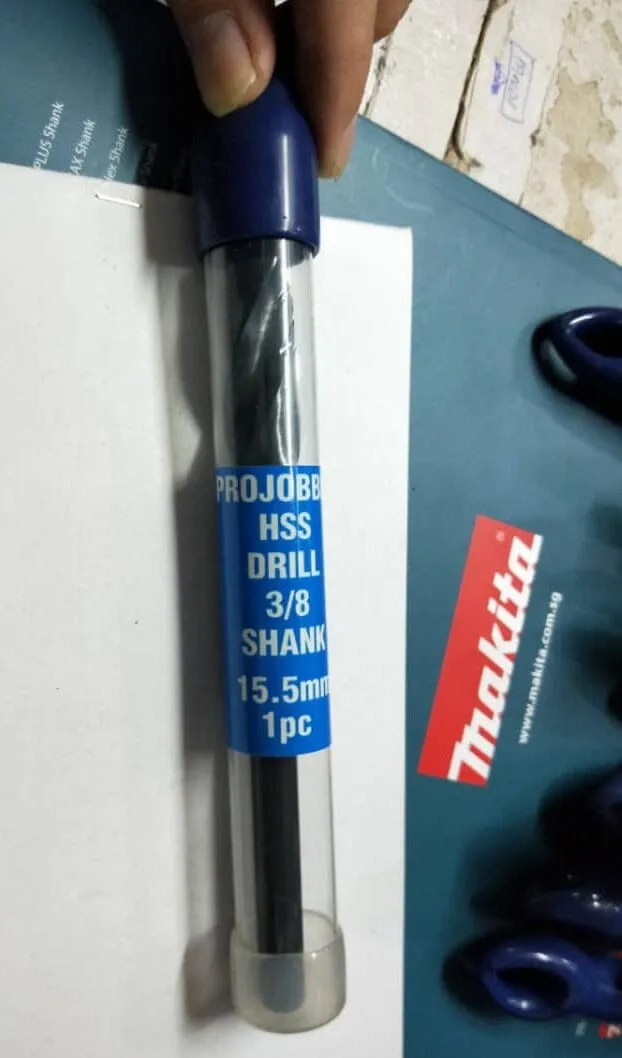 PLUS Shank
AX Shank
Hex Shank
PROJOBB
HSS
DRILL
3/8
SHANK
15.5mm
1pc
makita
www.makita.com.sg